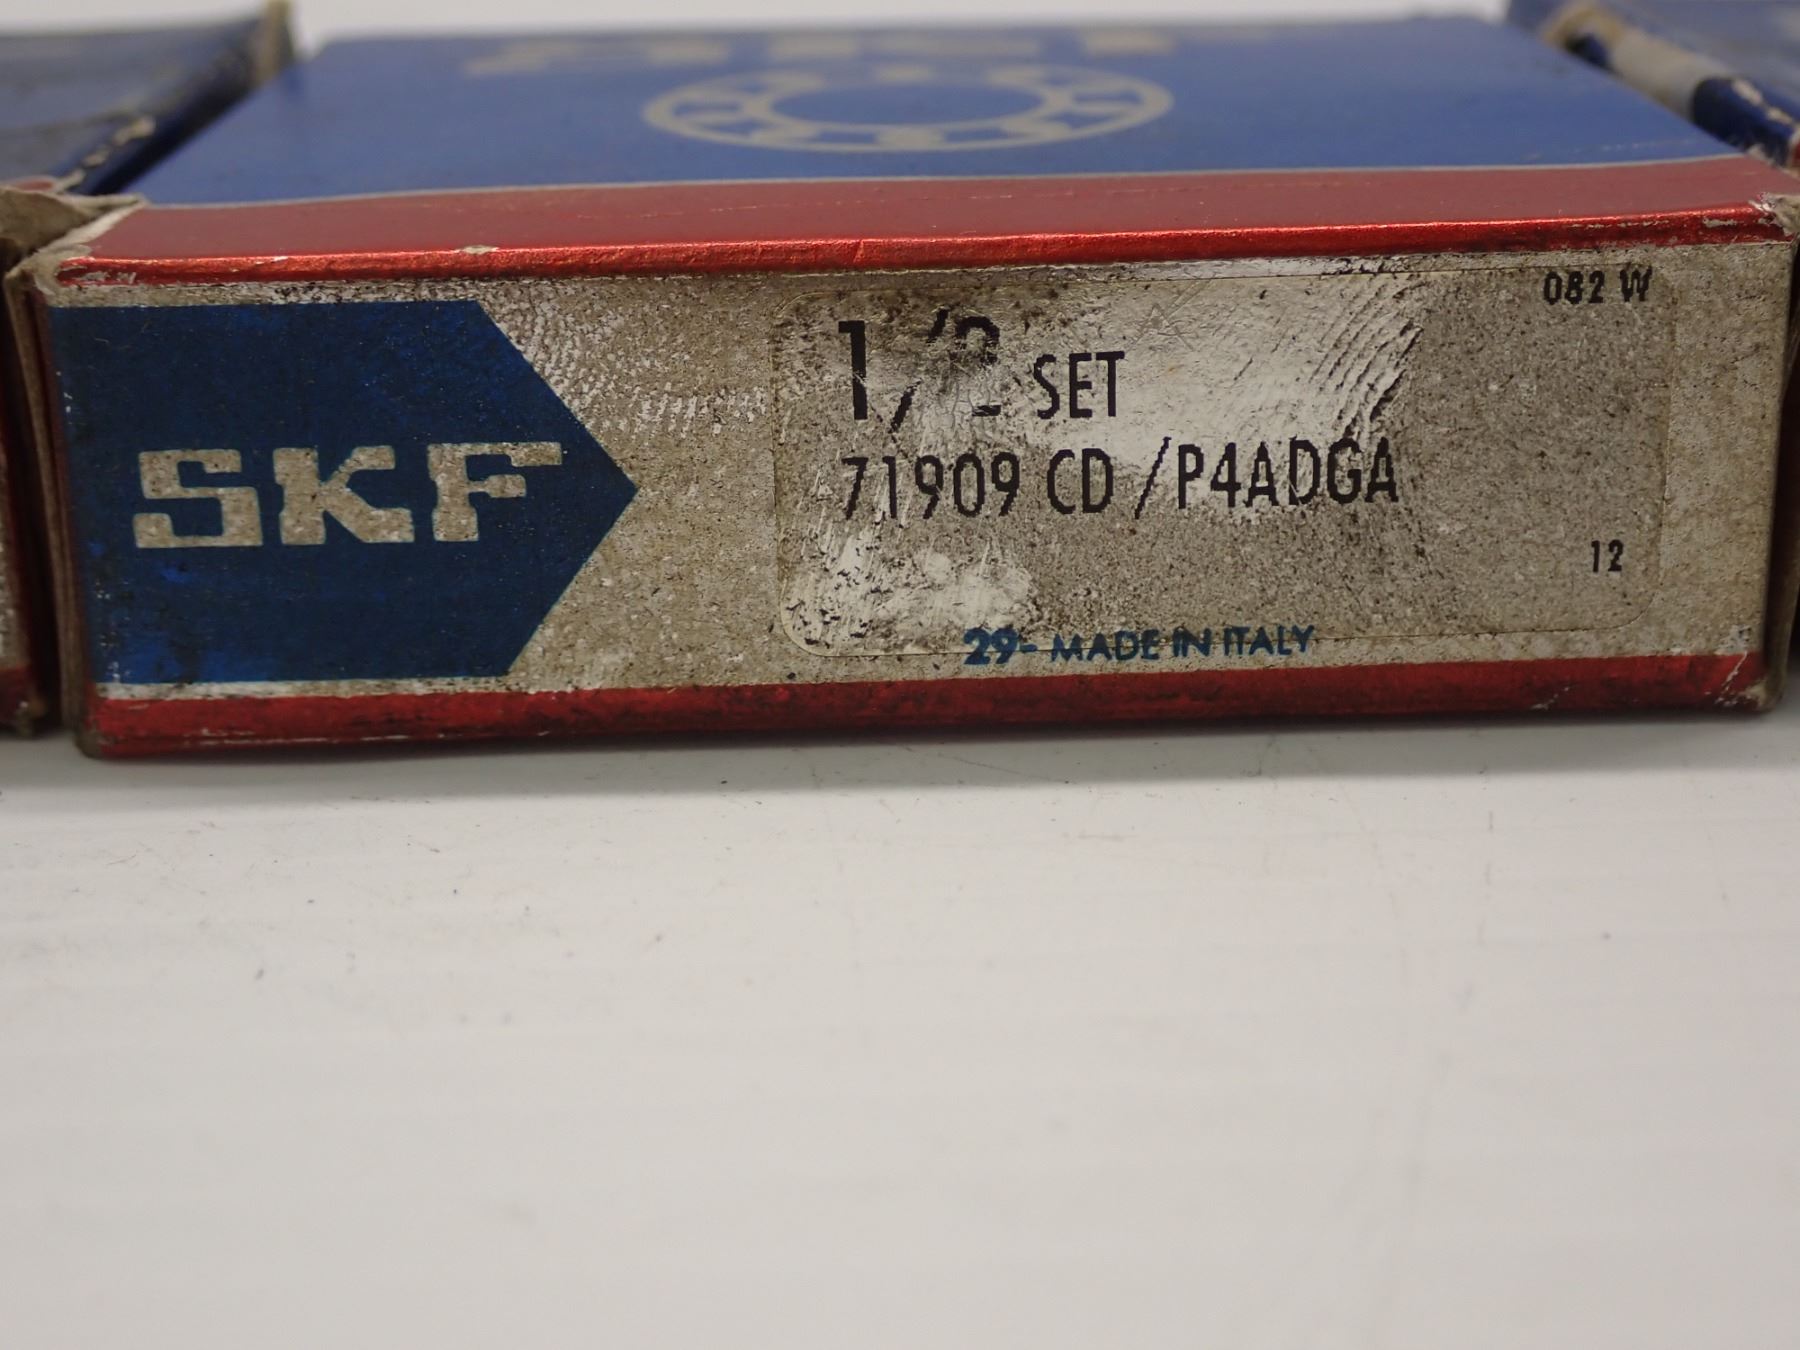 SKF
082 W
1/2 SET
71909 CD /P4ADGA
12
29- MADE IN ITALY